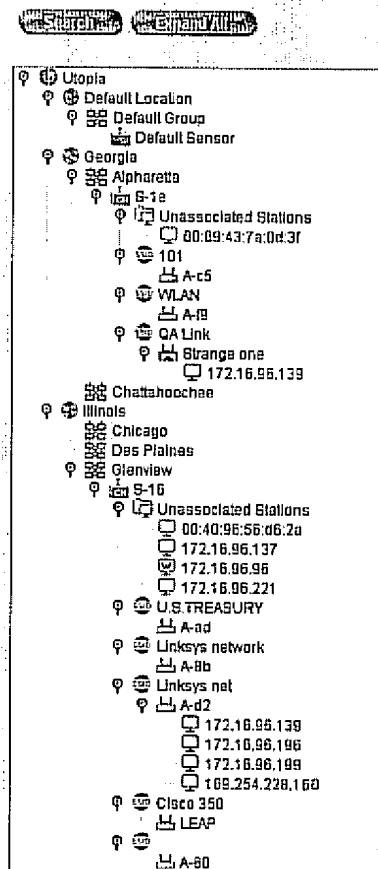 Search
Expand All
Utopia
Default Location
Default Group
Default Sensor
Georgia
Alpharetta
S-1e
Unassociated Stations
00:09:43:7a:0d:3f
101
A-c5
WLAN
A-f9
QA Link
Strange one
172.16.96.139
Chattahoochee
Illinois
Chicago
Des Plaines
Glenview
S-16
Unassociated Stations
00:40:96:56:d6:2a
172.16.96.137
172.16.96.96
172.16.96.221
U.S.TREASURY
A-ad
Linksys network
A-8b
Linksys net
A-d2
172.16.96.139
172.16.96.196
172.16.96.199
169.254.228.160
Cisco 350
LEAP
A-60